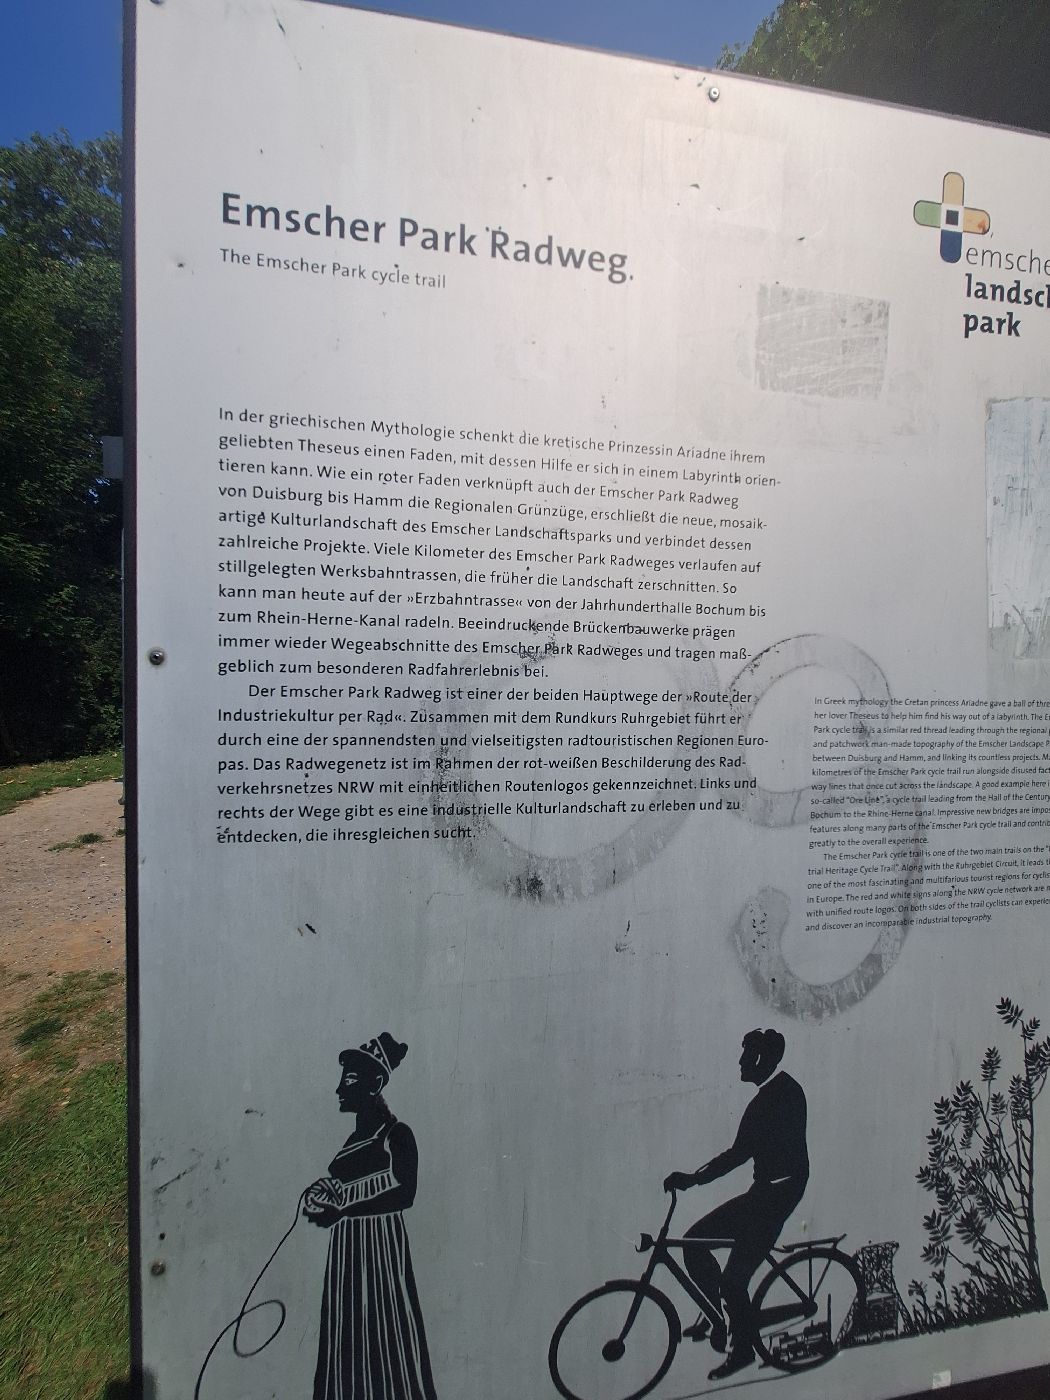 Emscher Park Radweg.
The Emscher Park cycle trail
emsche
landsch
park
In der griechischen Mythologie schenkt die kretische Prinzessin Ariadne ihrem
geliebten Theseus einen Faden, mit dessen Hilfe er sich in einem Labyrinth orien-
tieren kann. Wie ein roter Faden verknüpft auch der Emscher Park Radweg
von Duisburg bis Hamm die Regionalen Grünzüge, erschließt die neue, mosaik-
artige Kulturlandschaft des Emscher Landschaftsparks und verbindet dessen
zahlreiche Projekte. Viele Kilometer des Emscher Park Radweges verlaufen auf
stillgelegten Werksbahntrassen, die früher die Landschaft zerschnitten. So
kann man heute auf der »Erzbahntrasse« von der Jahrhunderthalle Bochum bis
zum Rhein-Herne-Kanal radeln. Beeindruckende Brückenbauwerke prägen
immer wieder Wegeabschnitte des Emscher Park Radweges und tragen maß-
geblich zum besonderen Radfahrerlebnis bei.
Der Emscher Park Radweg ist einer der beiden Hauptwege der »Route der
Industriekultur per Rad«. Zusammen mit dem Rundkurs Ruhrgebiet führt er
durch eine der spannendsten und vielseitigsten radtouristischen Regionen Euro-
pas. Das Radwegenetz ist im Rahmen der rot-weißen Beschilderung des Rad-
verkehrsnetzes NRW mit einheitlichen Routenlogos gekennzeichnet. Links und
rechts der Wege gibt es eine industrielle Kulturlandschaft zu erleben und zu
entdecken, die ihresgleichen sucht.
In Greek mythology the Cretan princess Ariadne gave a ball of thre
her lover Theseus to help him find his way out of a labyrinth. The E
Park cycle trail is a similar red thread leading through the regional
and patchwork man-made topography of the Emscher Landscape P
between Duisburg and Hamm, and linking its countless projects. M
kilometres of the Emscher Park cycle trail run alongside disused fact
way lines that once cut across the landscape. A good example here i
so-called "Ore Line", a cycle trail leading from the Hall of the Century
Bochum to the Rhine-Herne canal. Impressive new bridges are impo
features along many parts of the Emscher Park cycle trail and contrib
greatly to the overall experience.
The Emscher Park cycle trail is one of the two main trails on the "I
trial Heritage Cycle Trail". Along with the Ruhrgebiet Circuit, it leads t
one of the most fascinating and multifarious tourist regions for cyclis
in Europe. The red and white signs along the NRW cycle network are m
with unified route logos. On both sides of the trail cyclists can experie
and discover an incomparable industrial topography.